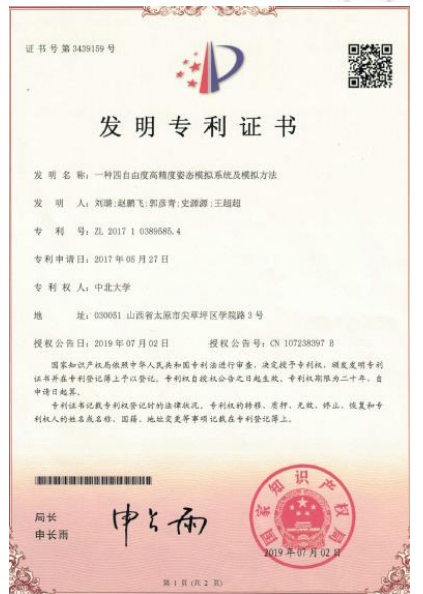 证书号第3439159号
发明专利证书
发 明 名 称：一种四自由度高精度姿态模拟系统及模拟方法
发 明 人：刘璐;赵鹏飞;郭彦青;史源源;王超超
专 利 号：ZL 2017 1 0389585.4
专利申请日：2017年05月27日
专 利 权 人：中北大学
地 址：030051 山西省太原市尖草坪区学院路3号
授权公告日：2019年07月02日 授权公告号：CN 107238397 B
国家知识产权局依照中华人民共和国专利法进行审查，决定授予专利权，颁发发明专利
证书并在专利登记簿上予以登记。专利权自授权公告之日起生效。专利权期限为二十年，自
申请日起算。
专利证书记载专利权登记时的法律状况。专利权的转移、质押、无效、终止、恢复和专
利权人的姓名或名称、国籍、地址变更等事项记载在专利登记簿上。
局长
申长雨
申长雨
国家知识产权局
2019年07月02日
第 1 页 (共 2 页)